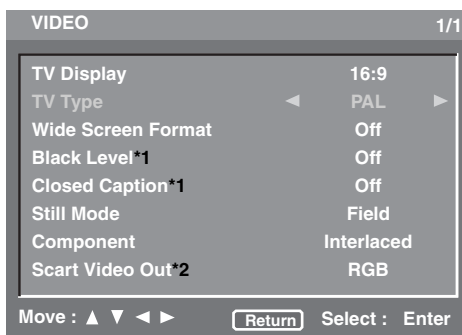 VIDEO 1/1
TV Display 16:9
TV Type ◄ PAL ►
Wide Screen Format Off
Black Level*1 Off
Closed Caption*1 Off
Still Mode Field
Component Interlaced
Scart Video Out*2 RGB
Move : ▲ ▼ ◄ ► Return Select : Enter